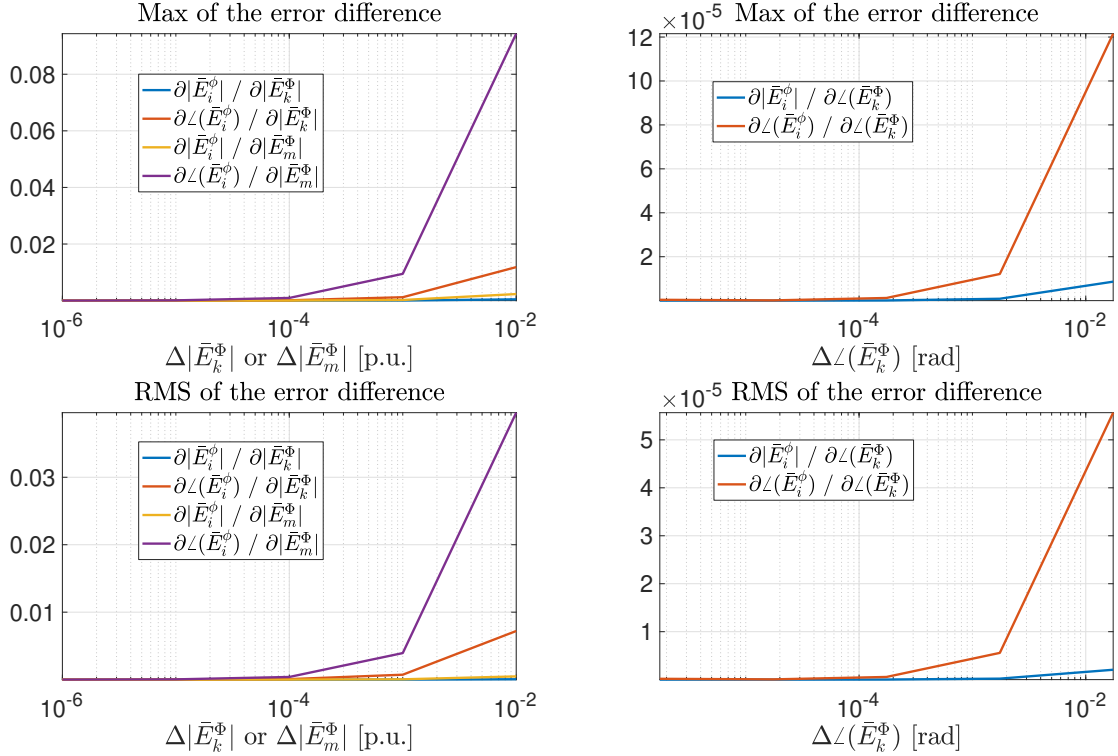 Max of the error difference
0.08
0.06
0.04
0.02
∂|Ē_i^ϕ| / ∂|Ē_k^Φ|
∂∠(Ē_i^ϕ) / ∂|Ē_k^Φ|
∂|Ē_i^ϕ| / ∂|Ē_m^Φ|
∂∠(Ē_i^ϕ) / ∂|Ē_m^Φ|
10^-6
10^-4
10^-2
Δ|Ē_k^Φ| or Δ|Ē_m^Φ| [p.u.]
Max of the error difference
×10^-5
12
10
8
6
4
2
∂|Ē_i^ϕ| / ∂∠(Ē_k^Φ)
∂∠(Ē_i^ϕ) / ∂∠(Ē_k^Φ)
10^-4
10^-2
Δ∠(Ē_k^Φ) [rad]
RMS of the error difference
0.03
0.02
0.01
∂|Ē_i^ϕ| / ∂|Ē_k^Φ|
∂∠(Ē_i^ϕ) / ∂|Ē_k^Φ|
∂|Ē_i^ϕ| / ∂|Ē_m^Φ|
∂∠(Ē_i^ϕ) / ∂|Ē_m^Φ|
10^-6
10^-4
10^-2
Δ|Ē_k^Φ| or Δ|Ē_m^Φ| [p.u.]
RMS of the error difference
×10^-5
5
4
3
2
1
∂|Ē_i^ϕ| / ∂∠(Ē_k^Φ)
∂∠(Ē_i^ϕ) / ∂∠(Ē_k^Φ)
10^-4
10^-2
Δ∠(Ē_k^Φ) [rad]